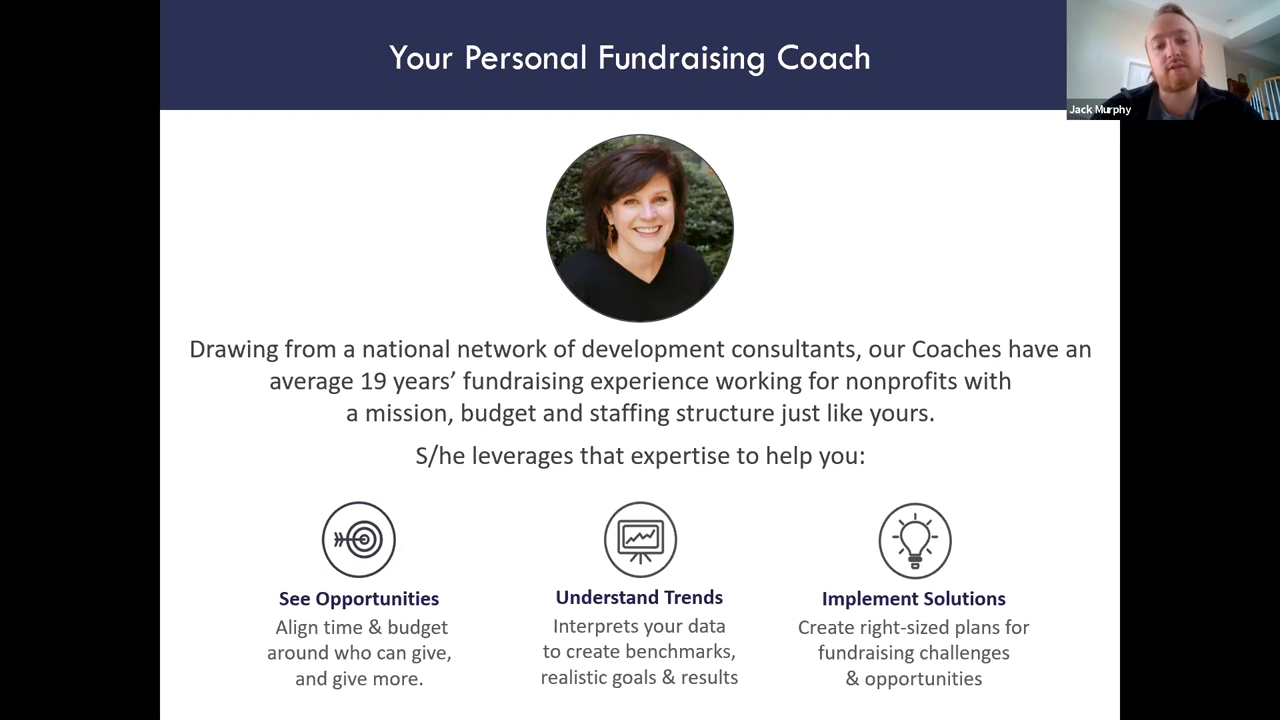 Your Personal Fundraising Coach
Jack Murphy
Drawing from a national network of development consultants, our Coaches have an
average 19 years’ fundraising experience working for nonprofits with
a mission, budget and staffing structure just like yours.
S/he leverages that expertise to help you:
See Opportunities
Align time & budget
around who can give,
and give more.
Understand Trends
Interprets your data
to create benchmarks,
realistic goals & results
Implement Solutions
Create right-sized plans for
fundraising challenges
& opportunities